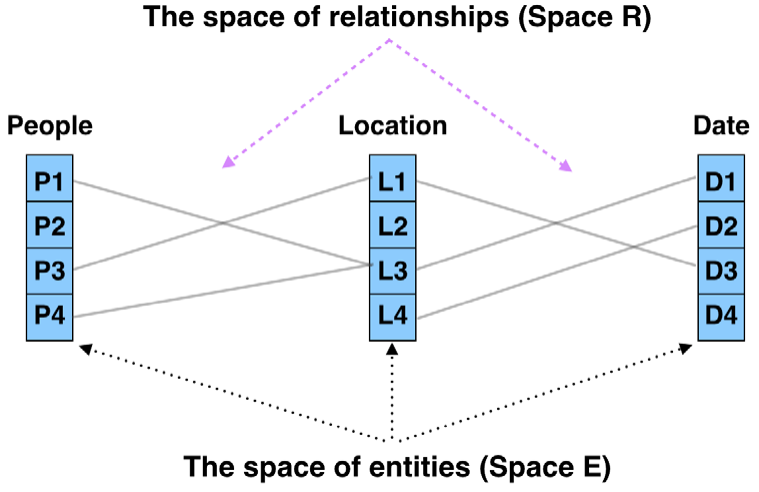 The space of relationships (Space R)
People Location Date
P1 L1 D1
P2 L2 D2
P3 L3 D3
P4 L4 D4
The space of entities (Space E)